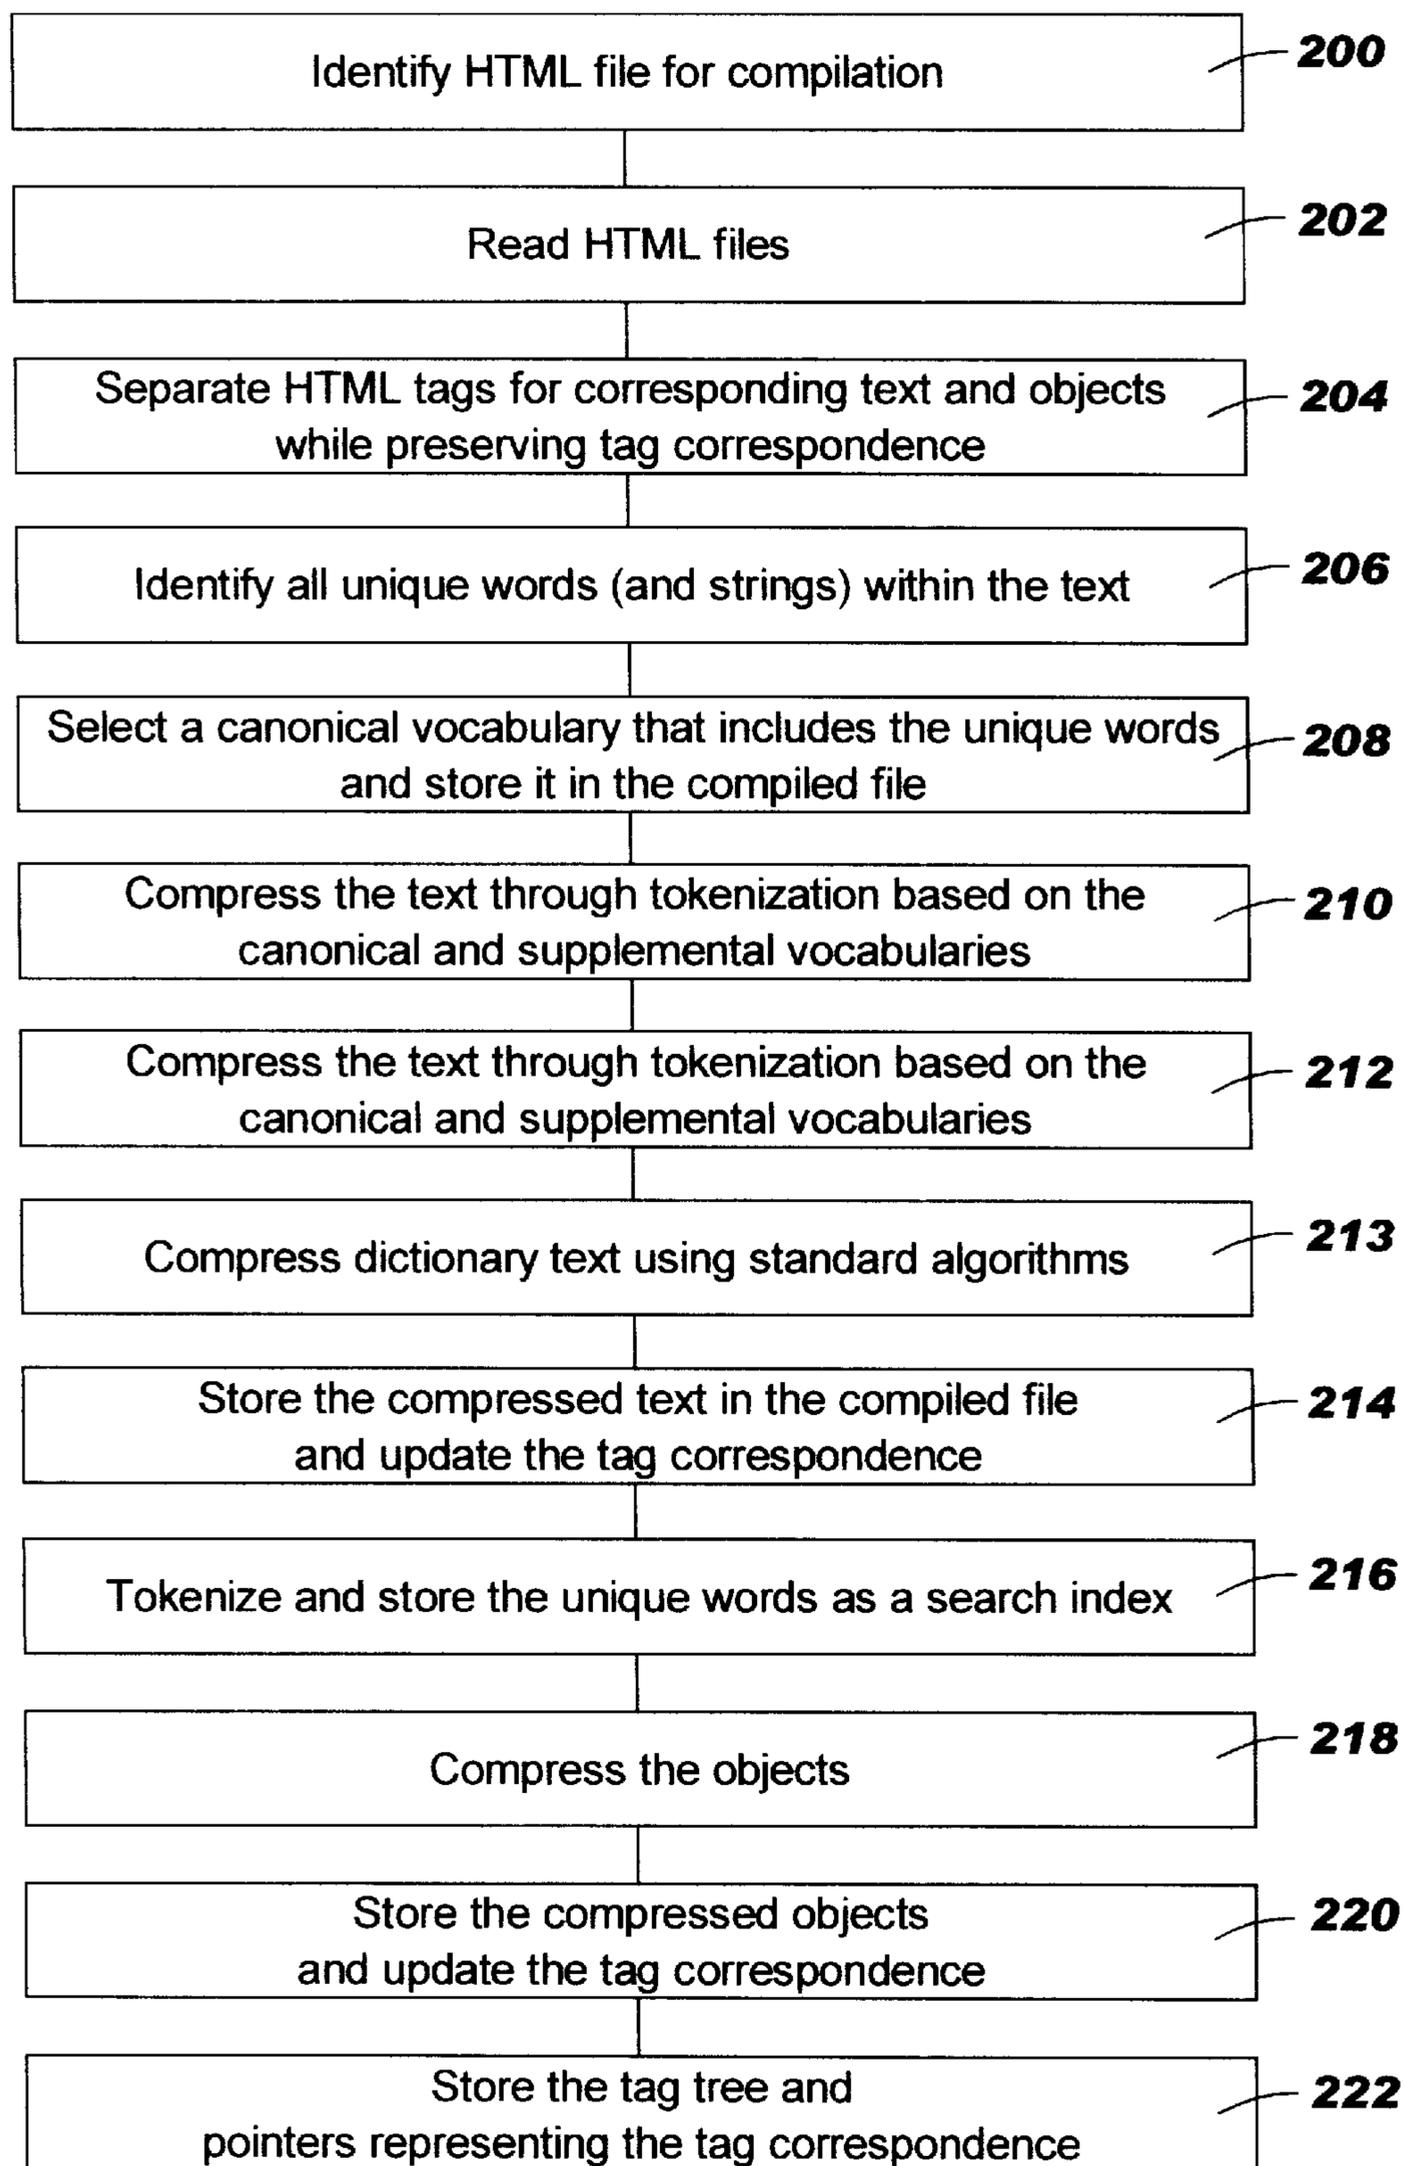 Identify HTML file for compilation
200
Read HTML files
202
Separate HTML tags for corresponding text and objects
while preserving tag correspondence
204
Identify all unique words (and strings) within the text
206
Select a canonical vocabulary that includes the unique words
and store it in the compiled file
208
Compress the text through tokenization based on the
canonical and supplemental vocabularies
210
Compress the text through tokenization based on the
canonical and supplemental vocabularies
212
Compress dictionary text using standard algorithms
213
Store the compressed text in the compiled file
and update the tag correspondence
214
Tokenize and store the unique words as a search index
216
Compress the objects
218
Store the compressed objects
and update the tag correspondence
220
Store the tag tree and
pointers representing the tag correspondence
222